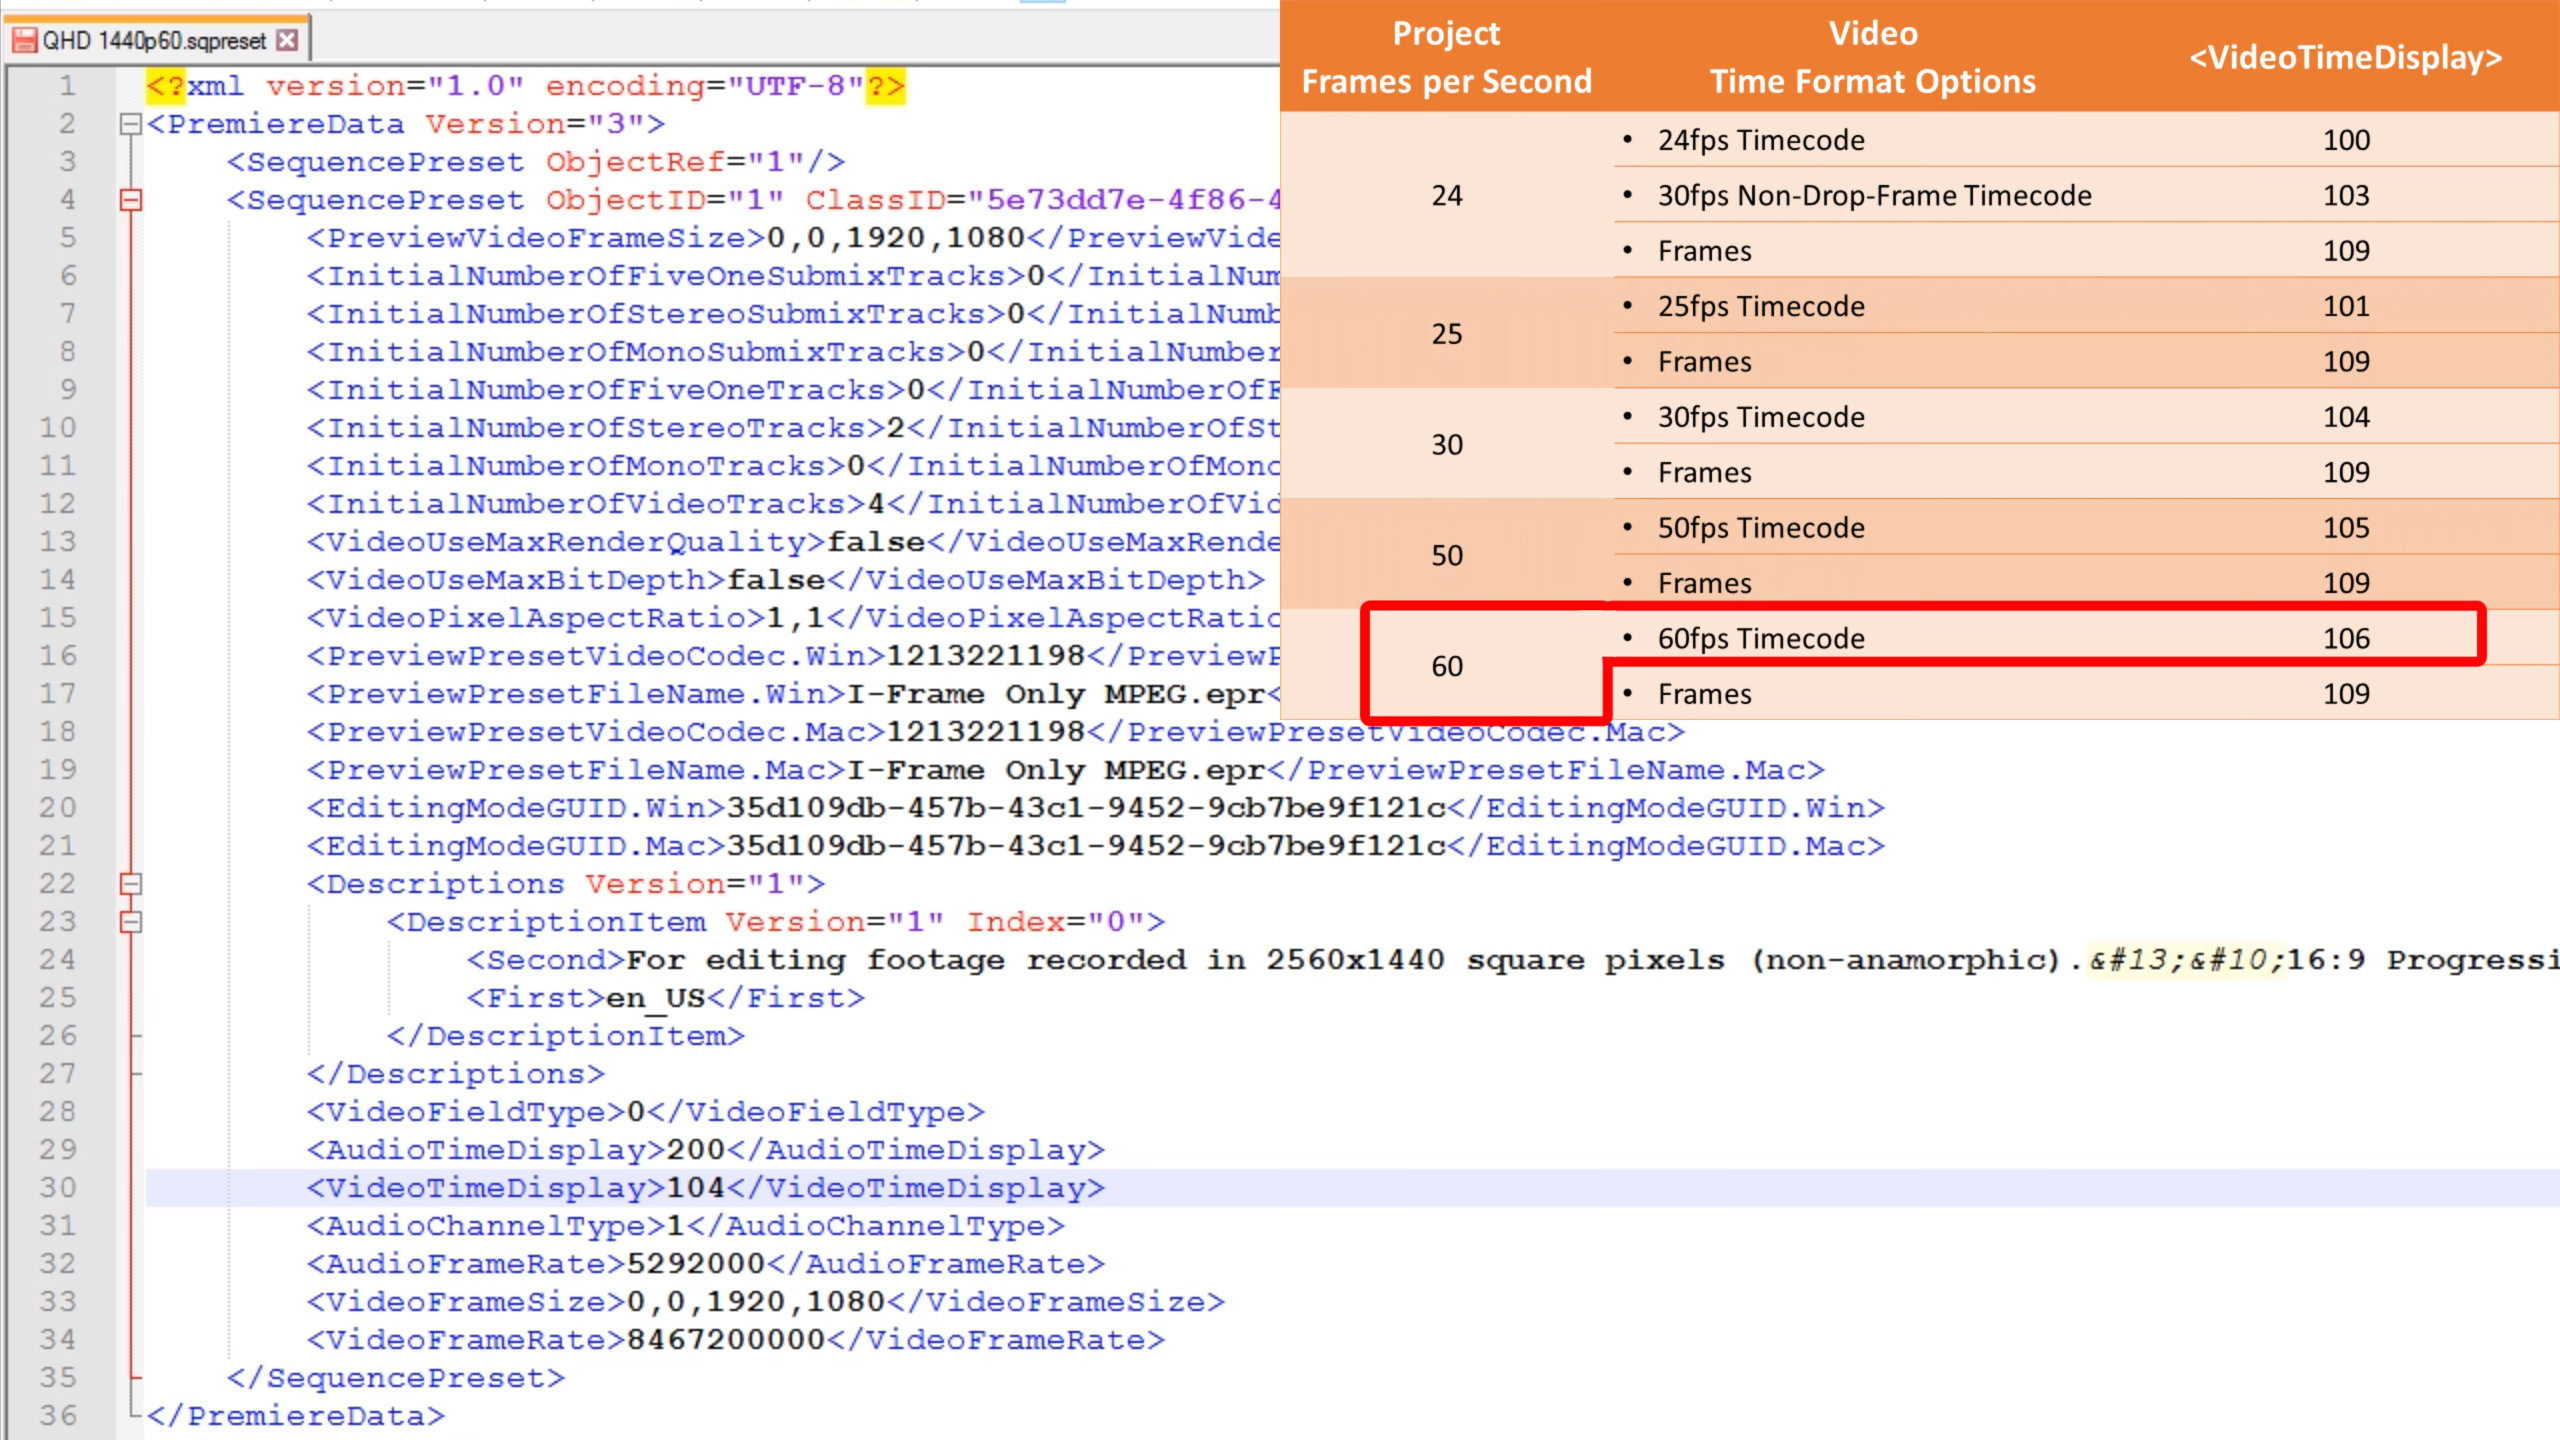 QHD 1440p60.sqpreset
1 <?xml version="1.0" encoding="UTF-8"?>
2 <PremiereData Version="3">
3 <SequencePreset ObjectRef="1"/>
4 <SequencePreset ObjectID="1" ClassID="5e73dd7e-4f86-4
5 <PreviewVideoFrameSize>0,0,1920,1080</PreviewVide
6 <InitialNumberOfFiveOneSubmixTracks>0</InitialNum
7 <InitialNumberOfStereoSubmixTracks>0</InitialNumb
8 <InitialNumberOfMonoSubmixTracks>0</InitialNumber
9 <InitialNumberOfFiveOneTracks>0</InitialNumberOfF
10 <InitialNumberOfStereoTracks>2</InitialNumberOfSt
11 <InitialNumberOfMonoTracks>0</InitialNumberOfMono
12 <InitialNumberOfVideoTracks>4</InitialNumberOfVid
13 <VideoUseMaxRenderQuality>false</VideoUseMaxRende
14 <VideoUseMaxBitDepth>false</VideoUseMaxBitDepth>
15 <VideoPixelAspectRatio>1,1</VideoPixelAspectRatio
16 <PreviewPresetVideoCodec.Win>1213221198</PreviewP
17 <PreviewPresetFileName.Win>I-Frame Only MPEG.epr<
18 <PreviewPresetVideoCodec.Mac>1213221198</PreviewPresetVideoCodec.Mac>
19 <PreviewPresetFileName.Mac>I-Frame Only MPEG.epr</PreviewPresetFileName.Mac>
20 <EditingModeGUID.Win>35d109db-457b-43c1-9452-9cb7be9f121c</EditingModeGUID.Win>
21 <EditingModeGUID.Mac>35d109db-457b-43c1-9452-9cb7be9f121c</EditingModeGUID.Mac>
22 <Descriptions Version="1">
23 <DescriptionItem Version="1" Index="0">
24 <Second>For editing footage recorded in 2560x1440 square pixels (non-anamorphic).&#13;&#10;16:9 Progressi
25 <First>en_US</First>
26 </DescriptionItem>
27 </Descriptions>
28 <VideoFieldType>0</VideoFieldType>
29 <AudioTimeDisplay>200</AudioTimeDisplay>
30 <VideoTimeDisplay>104</VideoTimeDisplay>
31 <AudioChannelType>1</AudioChannelType>
32 <AudioFrameRate>5292000</AudioFrameRate>
33 <VideoFrameSize>0,0,1920,1080</VideoFrameSize>
34 <VideoFrameRate>8467200000</VideoFrameRate>
35 </SequencePreset>
36 </PremiereData>
Project
Frames per Second
Video
Time Format Options
<VideoTimeDisplay>
24
• 24fps Timecode 100
• 30fps Non-Drop-Frame Timecode 103
• Frames 109
25
• 25fps Timecode 101
• Frames 109
30
• 30fps Timecode 104
• Frames 109
50
• 50fps Timecode 105
• Frames 109
60
• 60fps Timecode 106
• Frames 109